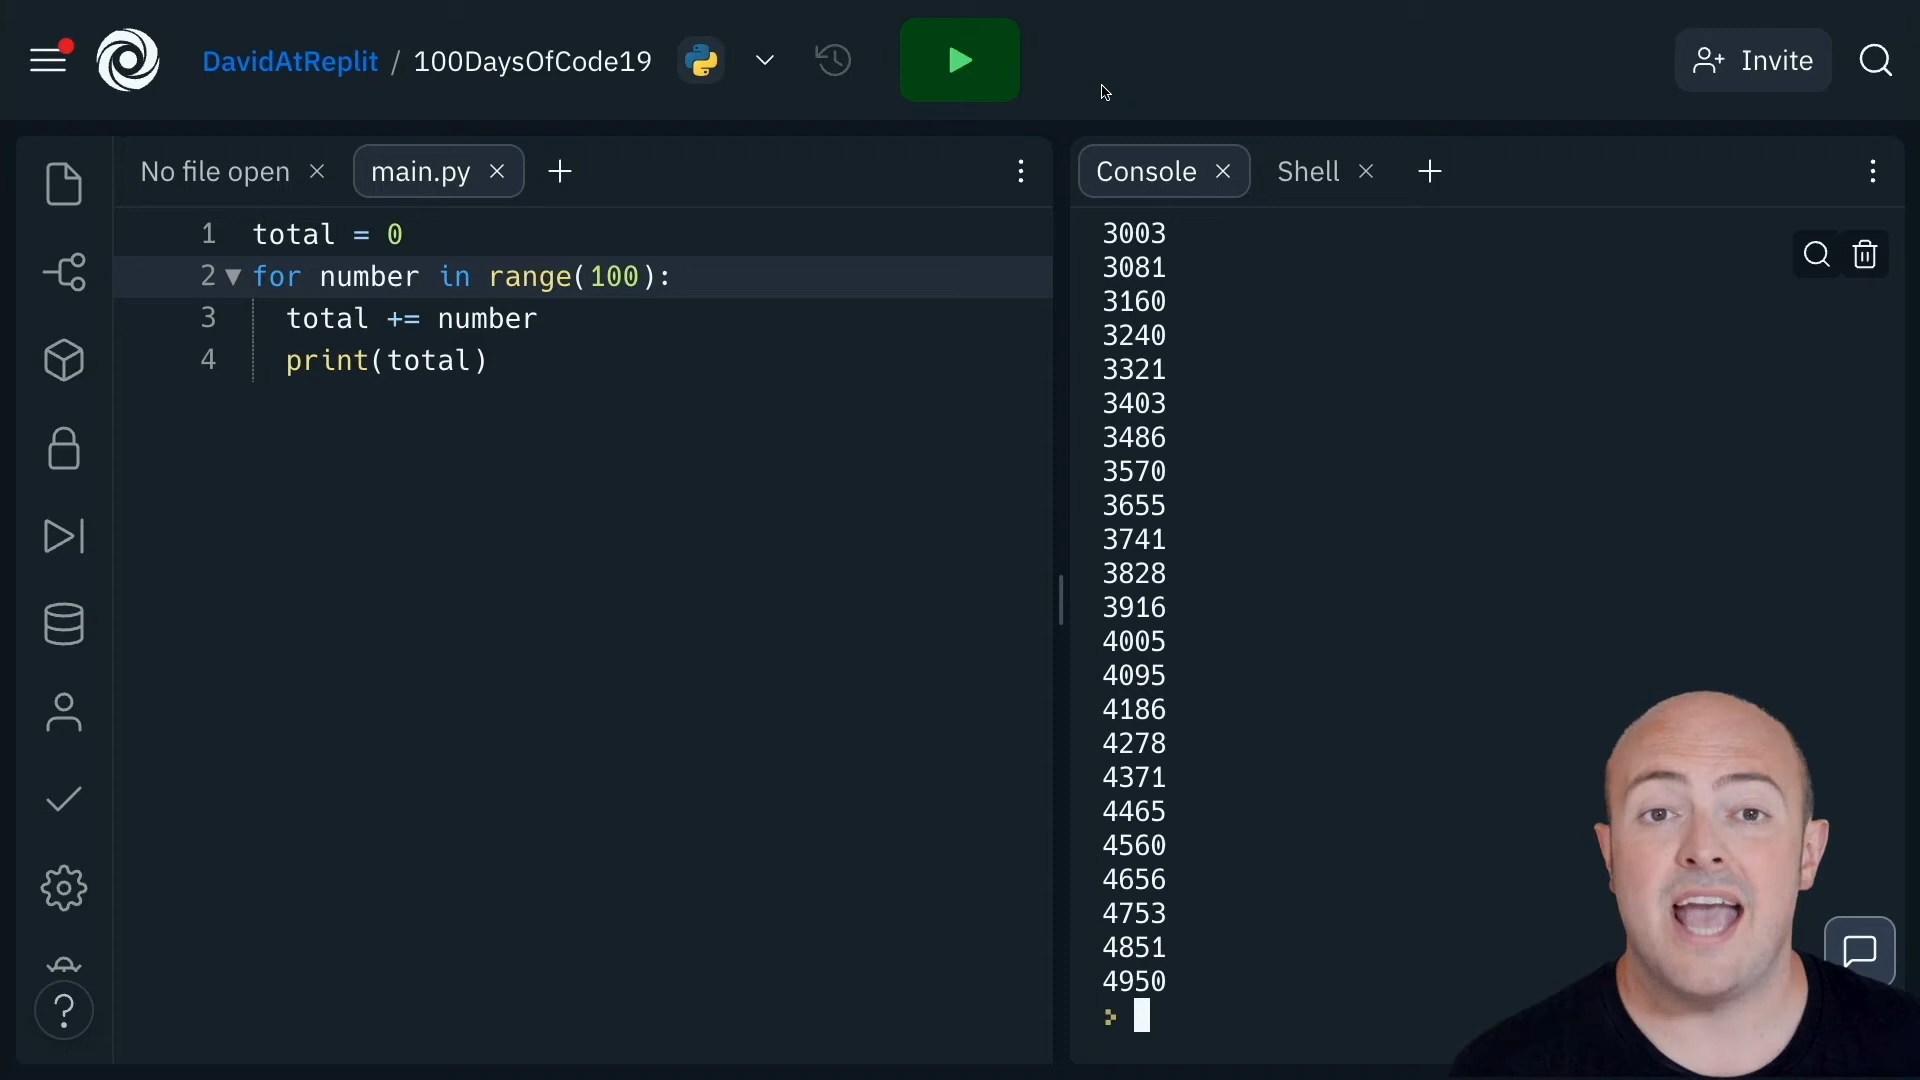 DavidAtReplit / 100DaysOfCode19
Invite
No file open
main.py
1 total = 0
2 for number in range(100):
3 total += number
4 print(total)
Console
Shell
3003
3081
3160
3240
3321
3403
3486
3570
3655
3741
3828
3916
4005
4095
4186
4278
4371
4465
4560
4656
4753
4851
4950